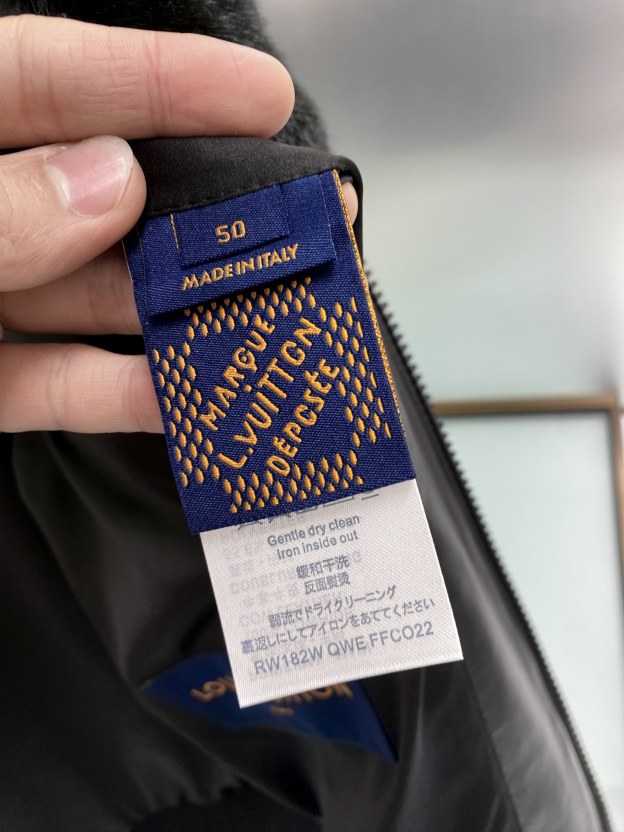 50
MADE IN ITALY
MARQUE
L.VUITTON
DÉPOSÉE
Gentle dry clean
Iron inside out
缓和干洗
反面熨烫
弱流でドライクリーニング
裏返しにしてアイロンをあててください
RW182W QWE FFCO22